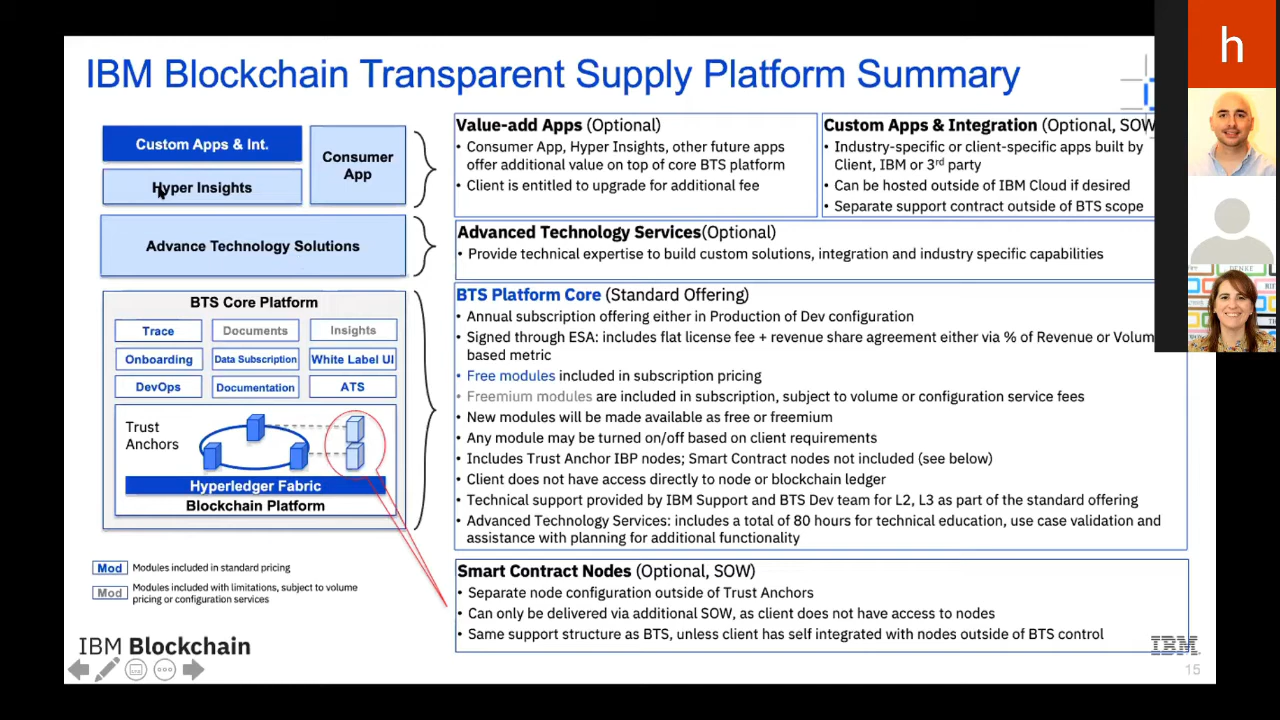 IBM Blockchain Transparent Supply Platform Summary
Custom Apps & Int.
Hyper Insights
Consumer
App
Advance Technology Solutions
BTS Core Platform
Trace
Documents
Insights
Onboarding
Data Subscription
White Label UI
DevOps
Documentation
ATS
Trust
Anchors
Hyperledger Fabric
Blockchain Platform
Mod
Modules included in standard pricing
Mod
Modules included with limitations, subject to volume
pricing or configuration services
Value-add Apps (Optional)
• Consumer App, Hyper Insights, other future apps
offer additional value on top of core BTS platform
• Client is entitled to upgrade for additional fee
Custom Apps & Integration (Optional, SOW
• Industry-specific or client-specific apps built by
Client, IBM or 3rd party
• Can be hosted outside of IBM Cloud if desired
• Separate support contract outside of BTS scope
Advanced Technology Services(Optional)
• Provide technical expertise to build custom solutions, integration and industry specific capabilities
BTS Platform Core (Standard Offering)
• Annual subscription offering either in Production of Dev configuration
• Signed through ESA: includes flat license fee + revenue share agreement either via % of Revenue or Volum
based metric
• Free modules included in subscription pricing
• Freemium modules are included in subscription, subject to volume or configuration service fees
• New modules will be made available as free or freemium
• Any module may be turned on/off based on client requirements
• Includes Trust Anchor IBP nodes; Smart Contract nodes not included (see below)
• Client does not have access directly to node or blockchain ledger
• Technical support provided by IBM Support and BTS Dev team for L2, L3 as part of the standard offering
• Advanced Technology Services: includes a total of 80 hours for technical education, use case validation and
assistance with planning for additional functionality
Smart Contract Nodes (Optional, SOW)
• Separate node configuration outside of Trust Anchors
• Can only be delivered via additional SOW, as client does not have access to nodes
• Same support structure as BTS, unless client has self integrated with nodes outside of BTS control
IBM Blockchain
IBM
15
h